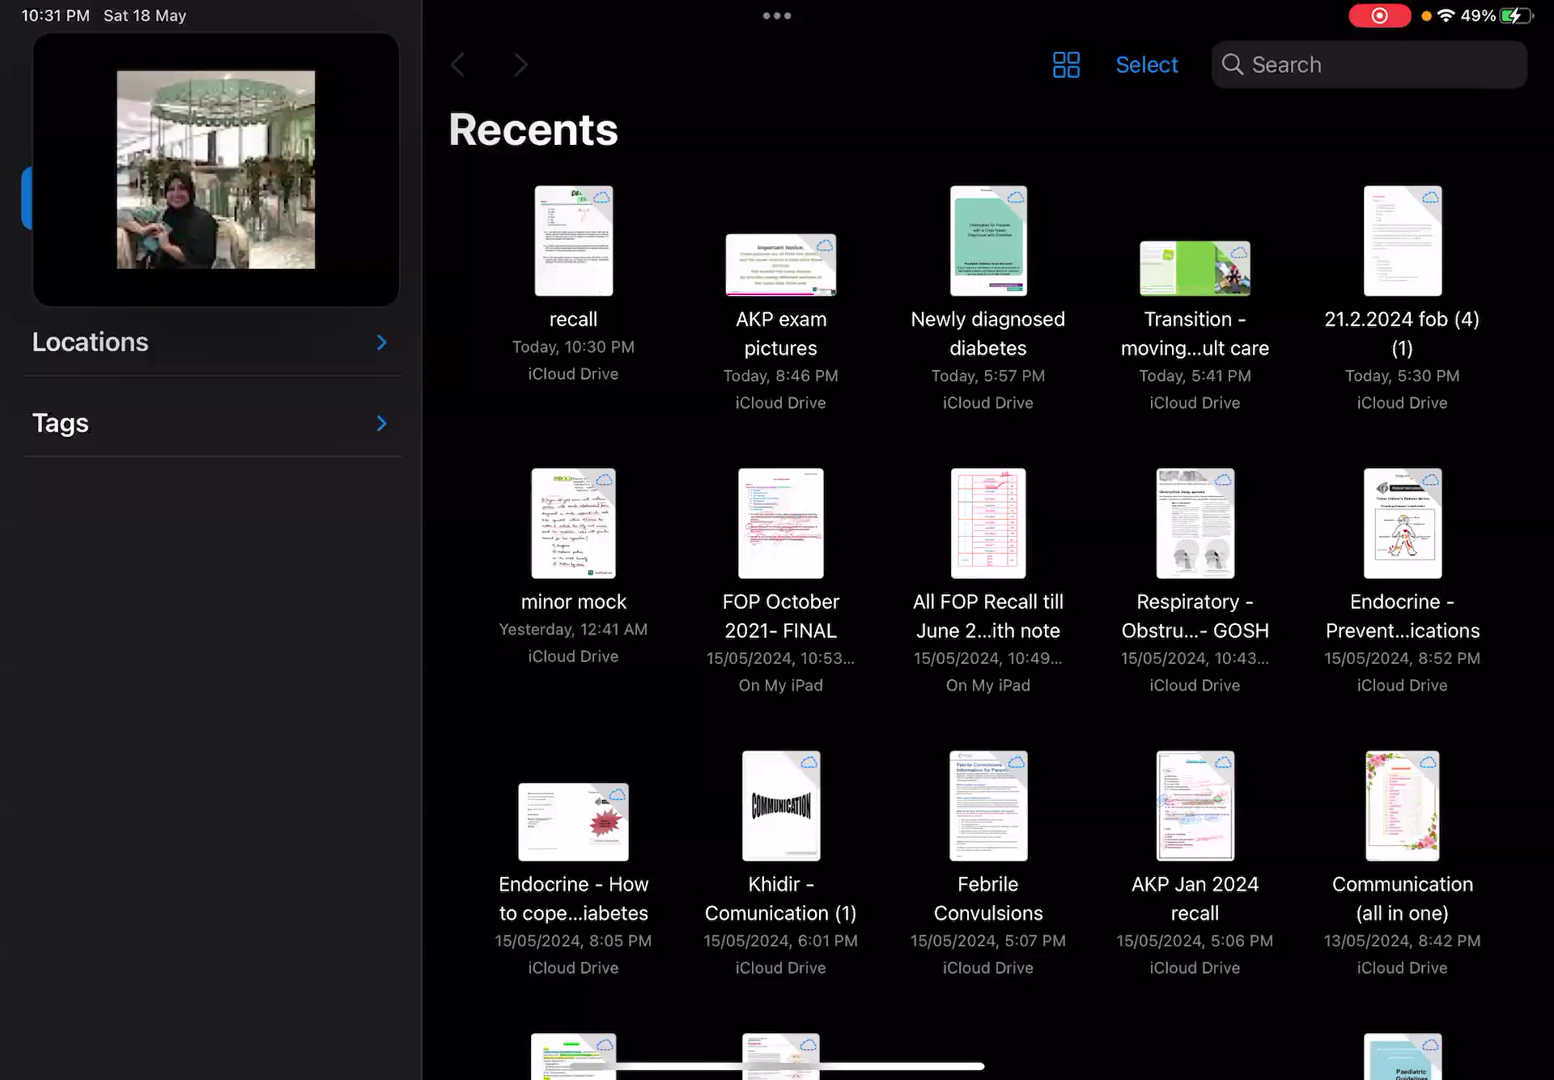 10:31 PM Sat 18 May
49%
Select
Search
Recents
Locations
Tags
recall
Today, 10:30 PM
iCloud Drive
Important Notice:
AKP exam
pictures
Today, 8:46 PM
iCloud Drive
Newly diagnosed
diabetes
Today, 5:57 PM
iCloud Drive
Transition -
moving...ult care
Today, 5:41 PM
iCloud Drive
21.2.2024 fob (4)
(1)
Today, 5:30 PM
iCloud Drive
minor mock
Yesterday, 12:41 AM
iCloud Drive
FOP October
2021- FINAL
15/05/2024, 10:53...
On My iPad
All FOP Recall till
June 2...ith note
15/05/2024, 10:49...
On My iPad
Respiratory -
Obstru...- GOSH
15/05/2024, 10:43...
iCloud Drive
Endocrine -
Prevent...ications
15/05/2024, 8:52 PM
iCloud Drive
Endocrine - How
to cope...iabetes
15/05/2024, 8:05 PM
iCloud Drive
COMMUNICATION
Khidir -
Comunication (1)
15/05/2024, 6:01 PM
iCloud Drive
Febrile Convulsions
Information for Parents
Febrile
Convulsions
15/05/2024, 5:07 PM
iCloud Drive
AKP Jan 2024
recall
15/05/2024, 5:06 PM
iCloud Drive
Communication
(all in one)
13/05/2024, 8:42 PM
iCloud Drive
Paediatric
Guidelines